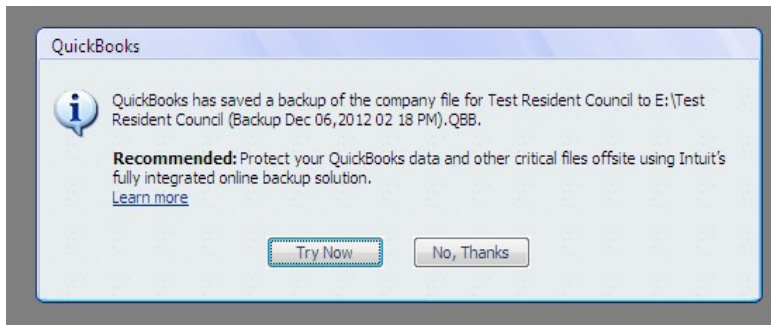 QuickBooks
QuickBooks has saved a backup of the company file for Test Resident Council to E:\Test
Resident Council (Backup Dec 06,2012 02 18 PM).QBB.
Recommended: Protect your QuickBooks data and other critical files offsite using Intuit's
fully integrated online backup solution.
Learn more
Try Now
No, Thanks